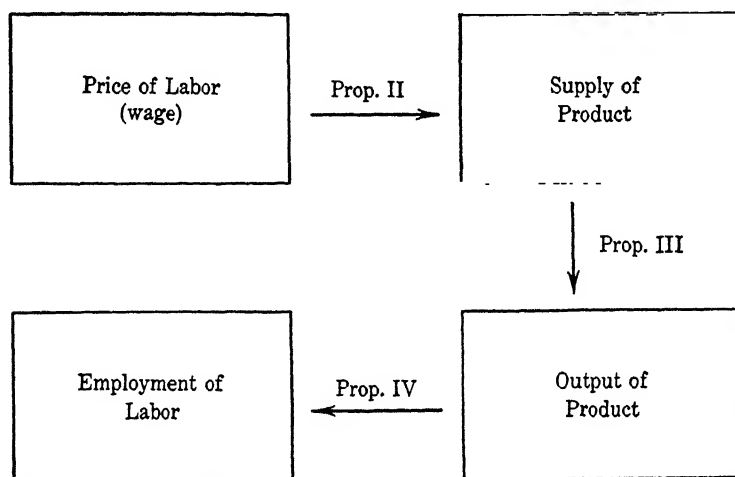 Price of Labor
(wage)
Prop. II
Supply of
Product
Prop. III
Employment of
Labor
Prop. IV
Output of
Product